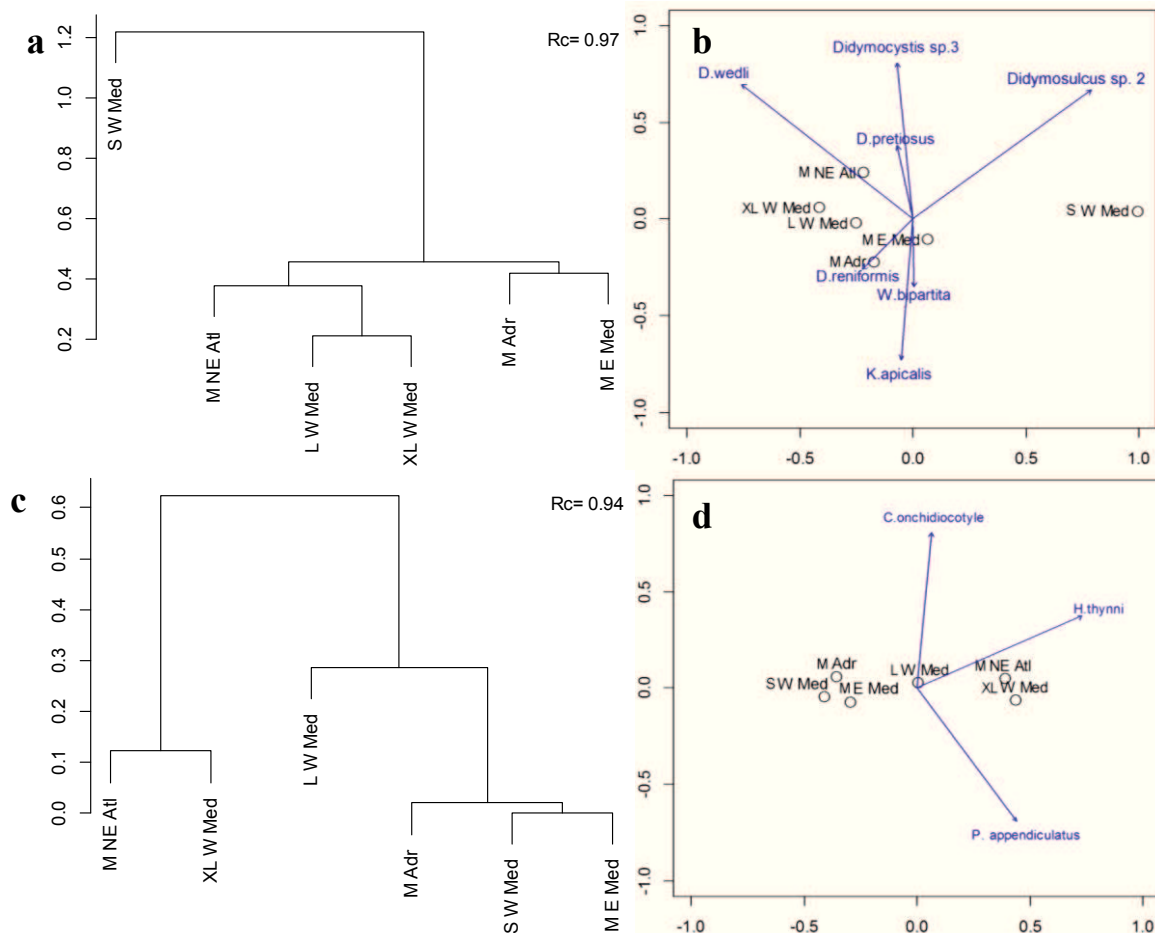 a
Rc= 0.97
1.2
1.0
0.8
0.6
0.4
0.2
S W Med
M NE Atl
L W Med
XL W Med
M Adr
M E Med
b
1.0
0.5
0.0
-0.5
-1.0
Didymocystis sp.3
D.wedli
Didymosulcus sp. 2
D.pretiosus
M NE Atl
XL W Med
L W Med
S W Med
M E Med
M Adr
D.reniformis
W.bipartita
K.apicalis
-1.0
-0.5
0.0
0.5
1.0
c
Rc= 0.94
0.6
0.5
0.4
0.3
0.2
0.1
0.0
M NE Atl
XL W Med
L W Med
M Adr
S W Med
M E Med
d
1.0
0.5
0.0
-0.5
-1.0
C.onchidiocotyle
H.thynni
M Adr
L W Med
M NE Atl
S W Med
M E Med
XL W Med
P. appendiculatus
-1.0
-0.5
0.0
0.5
1.0